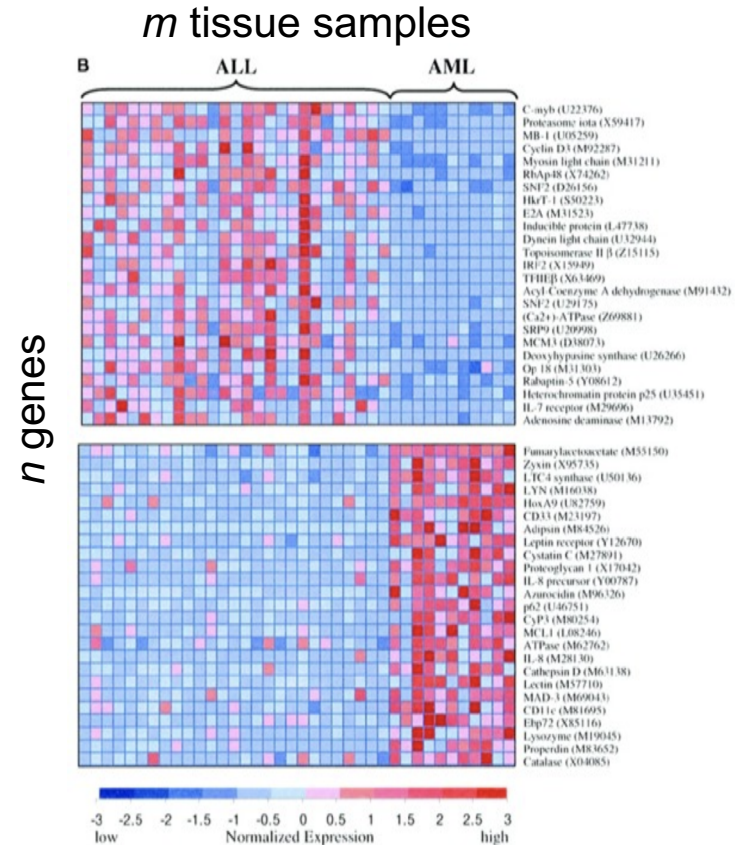 m tissue samples
B
ALL
AML
n genes
C-myb (U22376)
Proteasome iota (X59417)
MB-1 (U05259)
Cyclin D3 (M92287)
Myosin light chain (M31211)
RbAp48 (X74262)
SNF2 (D26156)
HkrT-1 (S50223)
E2A (M31523)
Inducible protein (L47738)
Dynein light chain (U32944)
Topoisomerase II β (Z15115)
IRF2 (X15949)
TFIIEβ (X63469)
Acyl-Coenzyme A dehydrogenase (M91432)
SNF2 (U29175)
(Ca2+)-ATPase (Z69881)
SRP9 (U20998)
MCM3 (D38073)
Deoxyhypusine synthase (U26266)
Op 18 (M31303)
Rabaptin-5 (Y08612)
Heterochromatin protein p25 (U35451)
IL-7 receptor (M29696)
Adenosine deaminase (M13792)
Fumarylacetoacetate (M55150)
Zyxin (X95735)
LTC4 synthase (U50136)
LYN (M16038)
HoxA9 (U82759)
CD33 (M23197)
Adipsin (M84526)
Leptin receptor (Y12670)
Cystatin C (M27891)
Proteoglycan 1 (X17042)
IL-8 precursor (Y00787)
Azurocidin (M96326)
p62 (U46751)
CyP3 (M80254)
MCL1 (L08246)
ATPase (M62762)
IL-8 (M28130)
Cathepsin D (M63138)
Lectin (M57710)
MAD-3 (M69043)
CD11c (M81695)
Ebp72 (X85116)
Lysozyme (M19045)
Properdin (M83652)
Catalase (X04085)
-3 -2.5 -2 -1.5 -1 -0.5 0 0.5 1 1.5 2 2.5 3
low Normalized Expression high